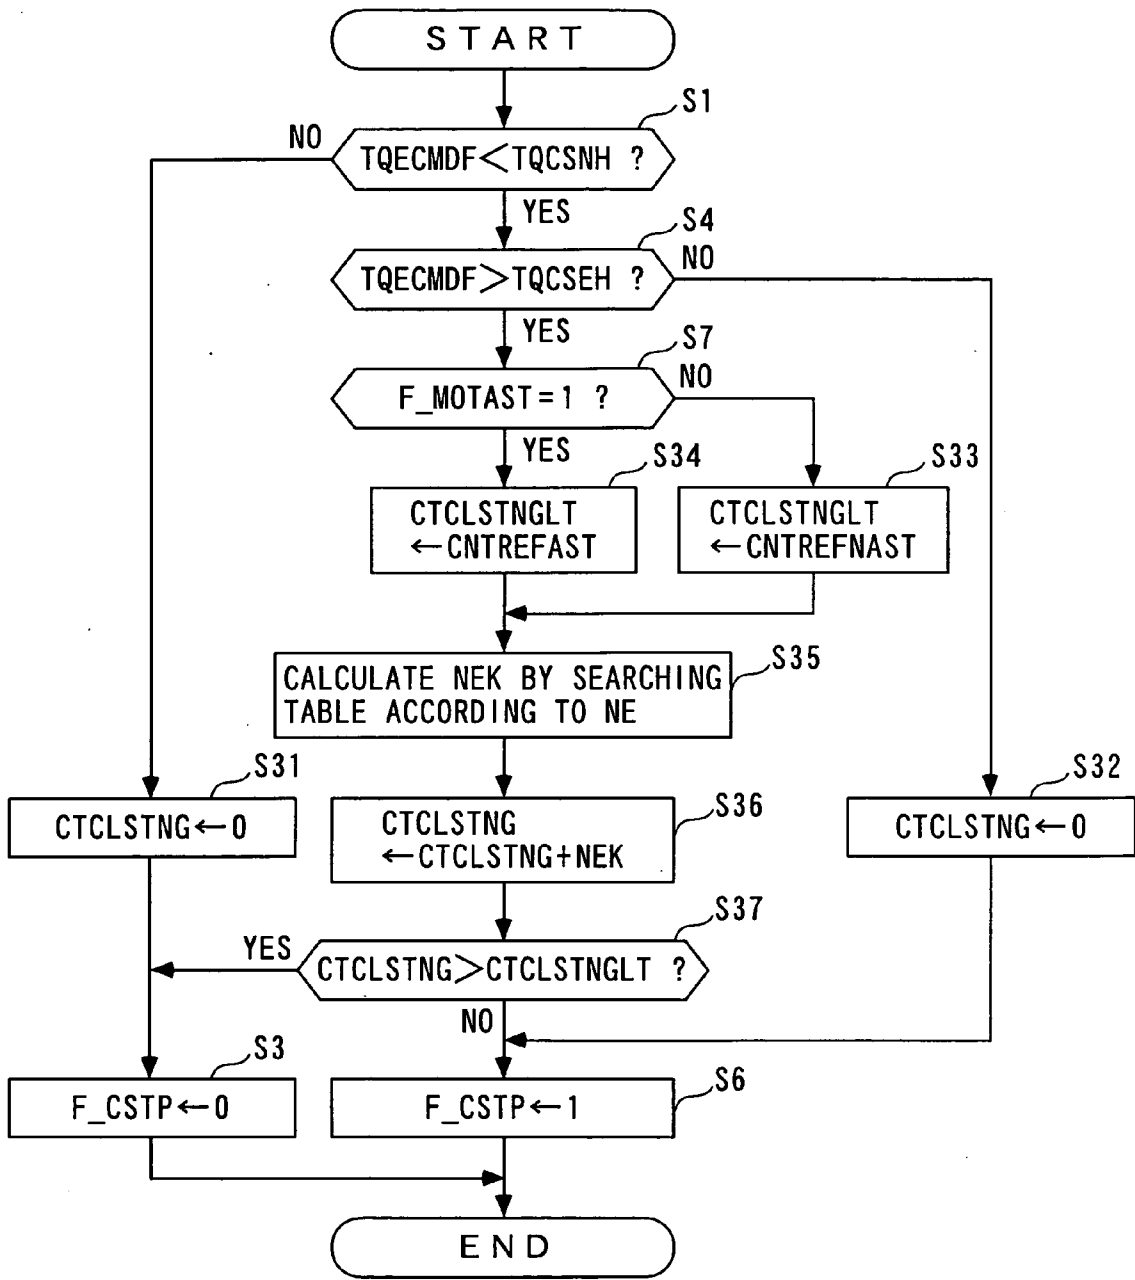 START
S1
NO
TQECMDF<TQCSNH ?
YES
S4
NO
TQECMDF>TQCSEH ?
YES
S7
NO
F_MOTAST=1 ?
YES
S34
S33
CTCLSTNGLT
←CNTREFAST
CTCLSTNGLT
←CNTREFNAST
S35
CALCULATE NEK BY SEARCHING
TABLE ACCORDING TO NE
S31
S36
S32
CTCLSTNG←0
CTCLSTNG
←CTCLSTNG+NEK
CTCLSTNG←0
S37
YES
CTCLSTNG>CTCLSTNGLT ?
NO
S3
S6
F_CSTP←0
F_CSTP←1
END